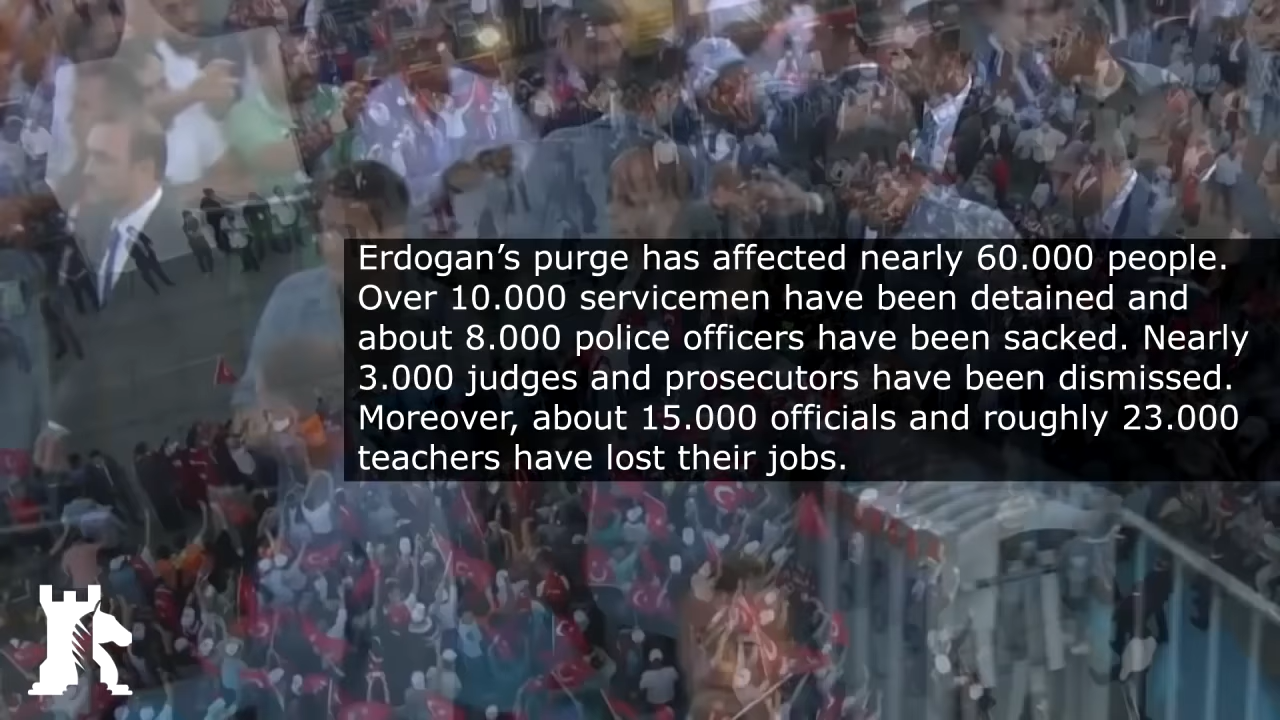 Erdogan’s purge has affected nearly 60.000 people.
Over 10.000 servicemen have been detained and
about 8.000 police officers have been sacked. Nearly
3.000 judges and prosecutors have been dismissed.
Moreover, about 15.000 officials and roughly 23.000
teachers have lost their jobs.